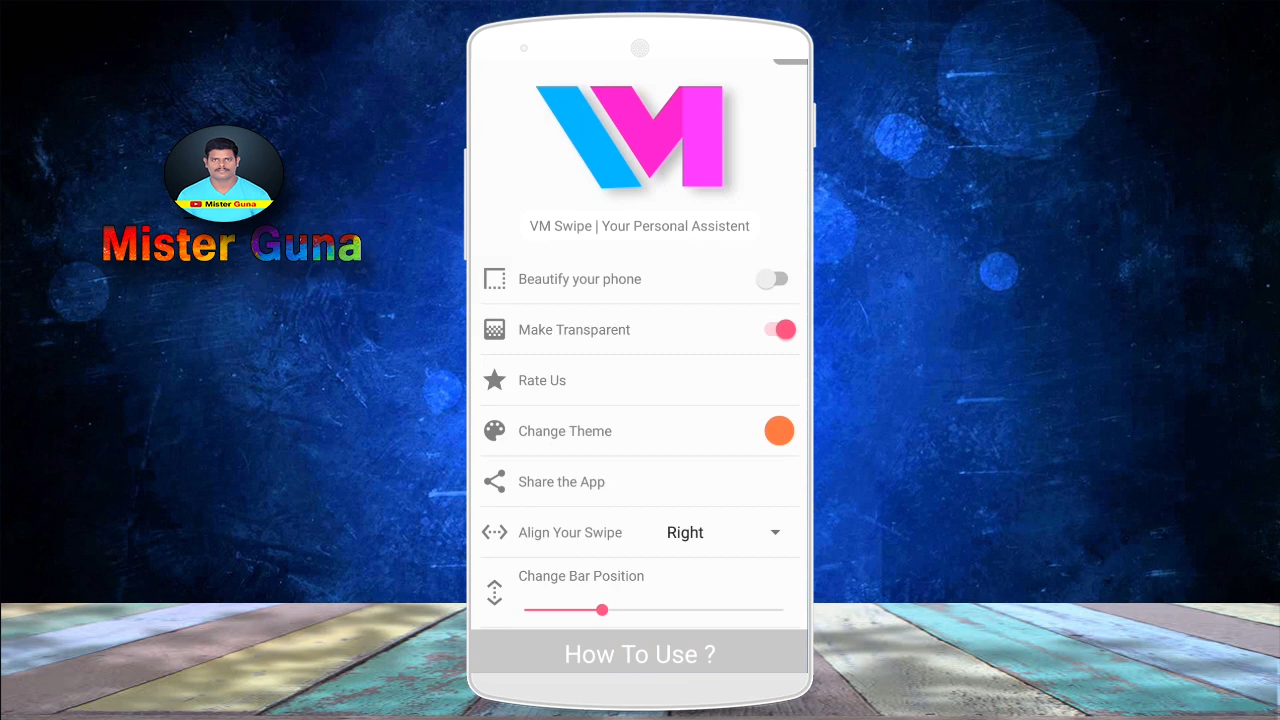 Mister Guna
Mister Guna
VM
VM Swipe | Your Personal Assistent
Beautify your phone
Make Transparent
Rate Us
Change Theme
Share the App
Align Your Swipe Right
Change Bar Position
How To Use ?